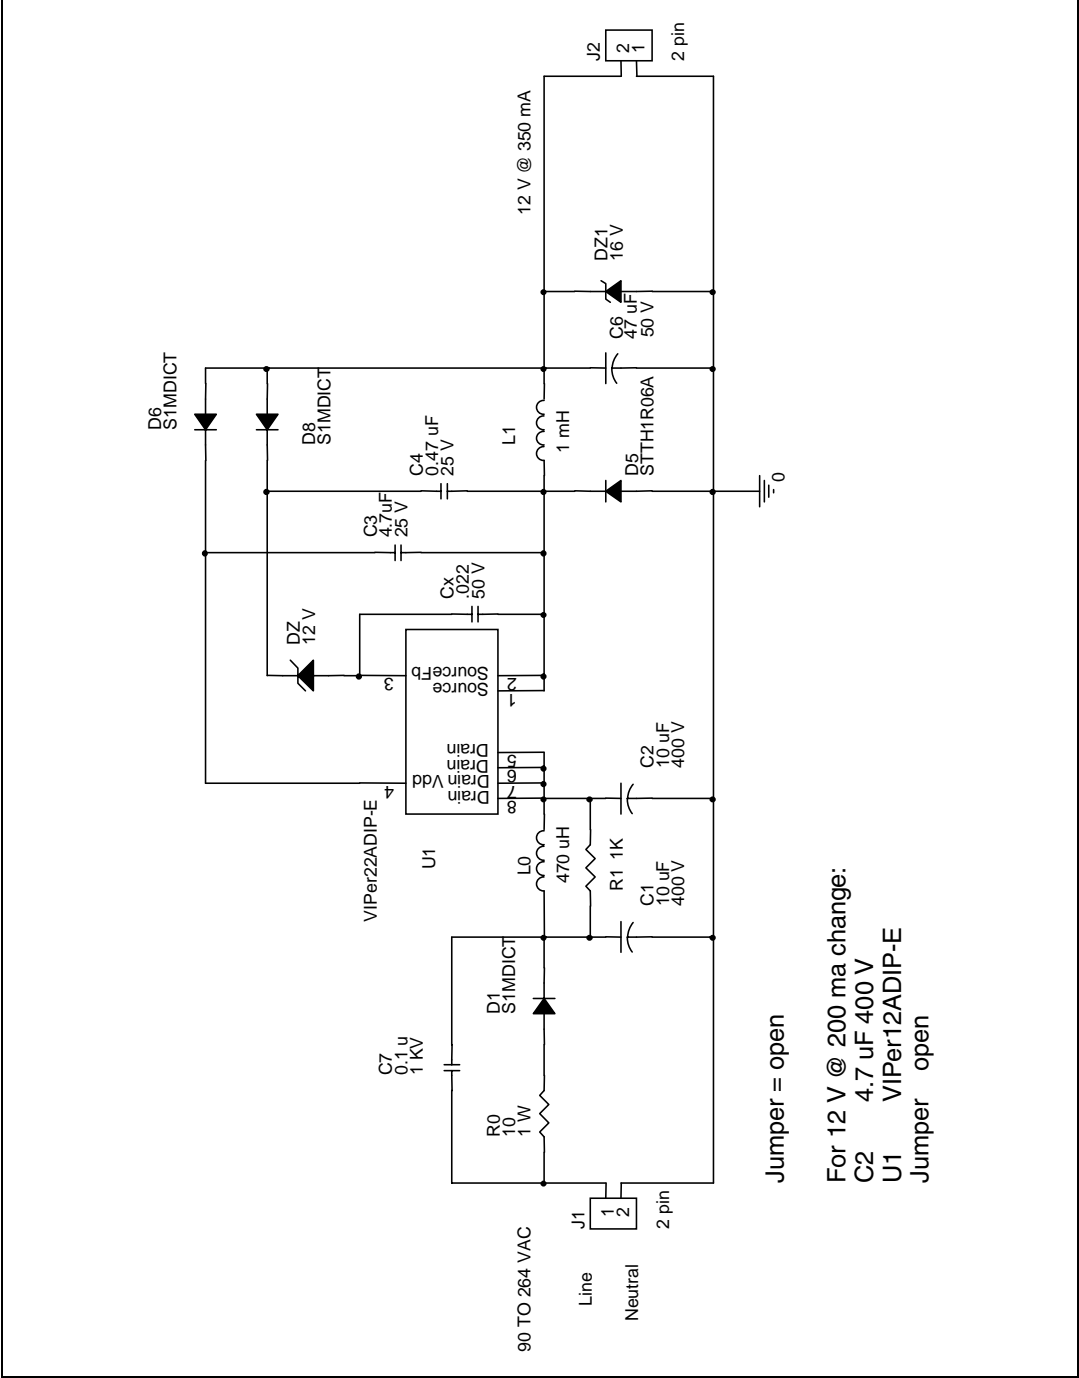 J2
2
1
2 pin
12 V @ 350 mA
DZ1
16 V
C6
47 uF
50 V
D6
S1MDICT
D8
S1MDICT
L1
1 mH
D5
STTH1R06A
C4
0.47 uF
25 V
C3
4.7uF
25 V
Cx
.022
50 V
0
DZ
12 V
3
SourceFb
Source
2
1
Drain
5
Drain
6
4
Vdd
Drain
7
Drain
8
VIPer22ADIP-E
U1
L0
470 uH
R1 1K
C2
10 uF
400 V
C1
10 uF
400 V
D1
S1MDICT
C7
0.1 u
1 KV
R0
10
1 W
J1
1
2
2 pin
90 TO 264 VAC
Line
Neutral
Jumper = open
For 12 V @ 200 ma change:
C2 4.7 uF 400 V
U1 VIPer12ADIP-E
Jumper open